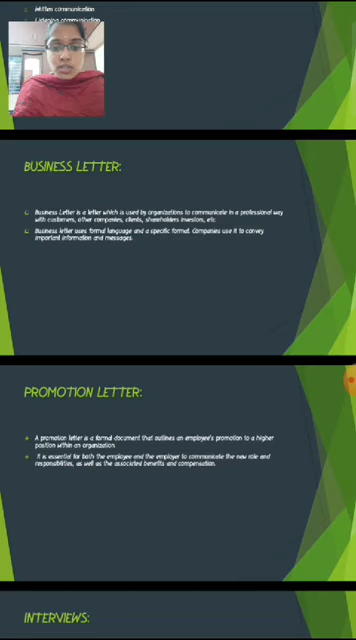 Written communication
Listening communication
BUSINESS LETTER:
Business Letter is a letter which is used by organizations to communicate in a professional way
with customers, other companies, clients, shareholders investors, etc.
Business letter uses formal language and a specific format. Companies use it to convey
important information and messages.
PROMOTION LETTER:
A promotion letter is a formal document that outlines an employee's promotion to a higher
position within an organization.
It is essential for both the employee and the employer to communicate the new role and
responsibilities, as well as the associated benefits and compensation.
INTERVIEWS: